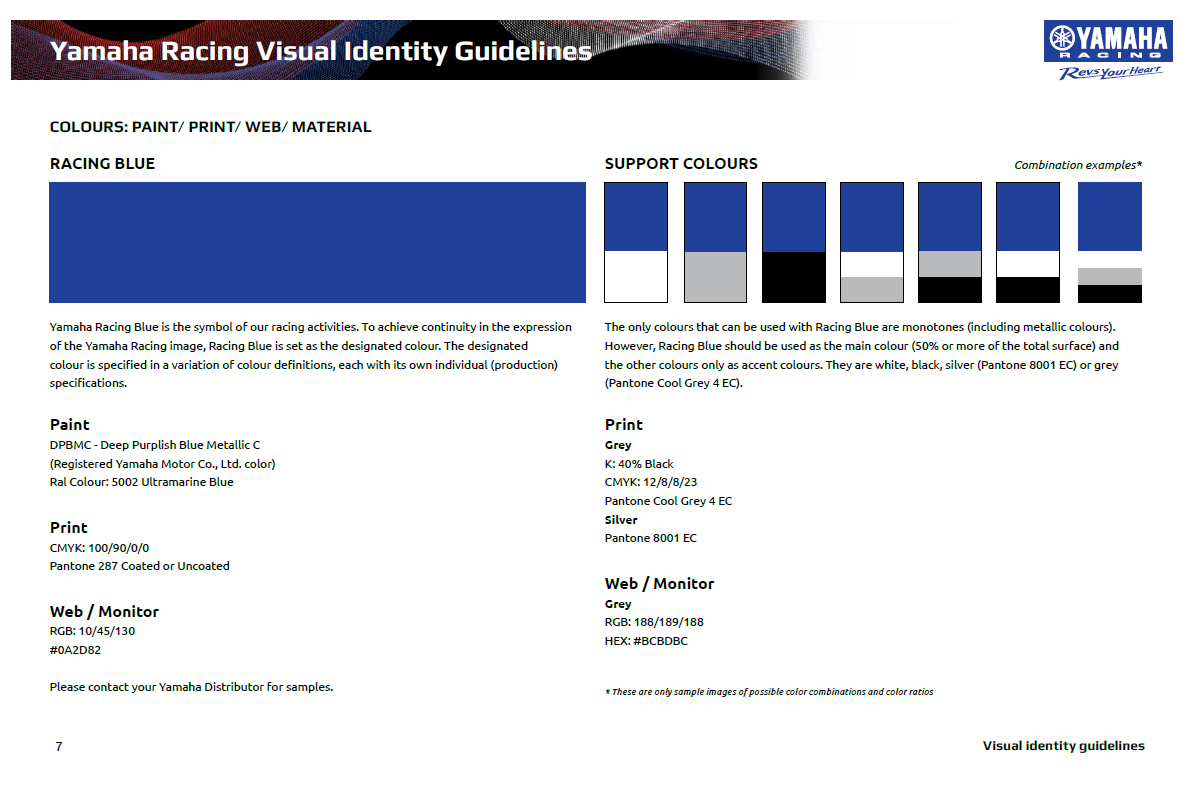 Yamaha Racing Visual Identity Guidelines
YAMAHA
RACING
Revs Your Heart
COLOURS: PAINT/ PRINT/ WEB/ MATERIAL
RACING BLUE
Yamaha Racing Blue is the symbol of our racing activities. To achieve continuity in the expression
of the Yamaha Racing image, Racing Blue is set as the designated colour. The designated
colour is specified in a variation of colour definitions, each with its own individual (production)
specifications.
Paint
DPBMC - Deep Purplish Blue Metallic C
(Registered Yamaha Motor Co., Ltd. color)
Ral Colour: 5002 Ultramarine Blue
Print
CMYK: 100/90/0/0
Pantone 287 Coated or Uncoated
Web / Monitor
RGB: 10/45/130
#0A2D82
Please contact your Yamaha Distributor for samples.
SUPPORT COLOURS
Combination examples*
The only colours that can be used with Racing Blue are monotones (including metallic colours).
However, Racing Blue should be used as the main colour (50% or more of the total surface) and
the other colours only as accent colours. They are white, black, silver (Pantone 8001 EC) or grey
(Pantone Cool Grey 4 EC).
Print
Grey
K: 40% Black
CMYK: 12/8/8/23
Pantone Cool Grey 4 EC
Silver
Pantone 8001 EC
Web / Monitor
Grey
RGB: 188/189/188
HEX: #BCBDBC
* These are only sample images of possible color combinations and color ratios
7
Visual identity guidelines